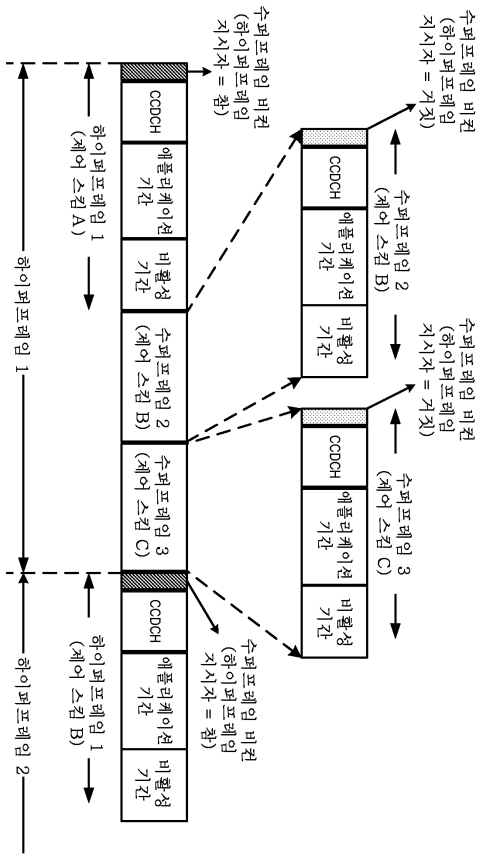 수퍼프레임 비컨
(하이퍼프레임
지시자 = 거짓)
수퍼프레임 2
(제어 스킴 B)
CCDCH
애플리케이션
기간
비활성
기간
수퍼프레임 비컨
(하이퍼프레임
지시자 = 거짓)
수퍼프레임 3
(제어 스킴 C)
CCDCH
애플리케이션
기간
비활성
기간
수퍼프레임 비컨
(하이퍼프레임
지시자 = 참)
CCDCH
애플리케이션
기간
비활성
기간
수퍼프레임 2
(제어 스킴 B)
수퍼프레임 3
(제어 스킴 C)
CCDCH
애플리케이션
기간
비활성
기간
수퍼프레임 비컨
(하이퍼프레임
지시자 = 참)
하이퍼프레임 1
(제어 스킴 A)
하이퍼프레임 1
(제어 스킴 B)
하이퍼프레임 1
하이퍼프레임 2